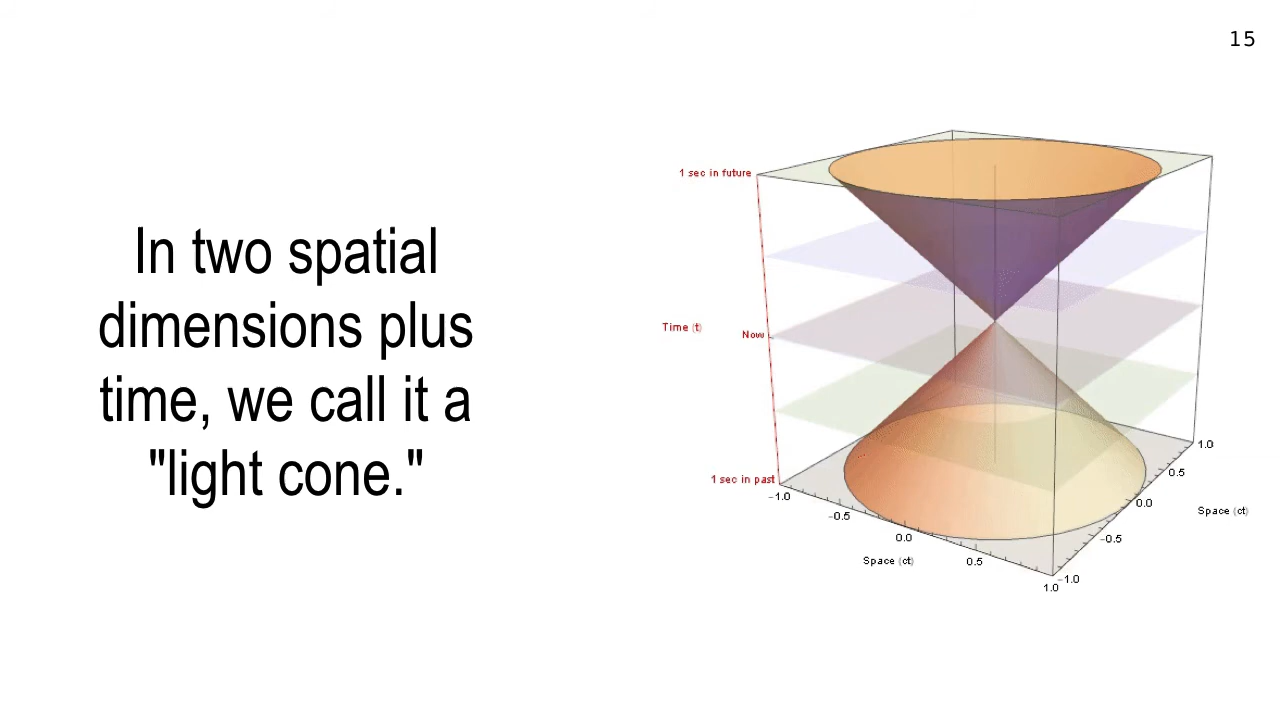 15
In two spatial
dimensions plus
time, we call it a
"light cone."
1 sec in future
Time (t)
Now
1 sec in past
−1.0
−0.5
0.0
0.5
1.0
Space (ct)
−1.0
−0.5
0.0
0.5
1.0
Space (ct)